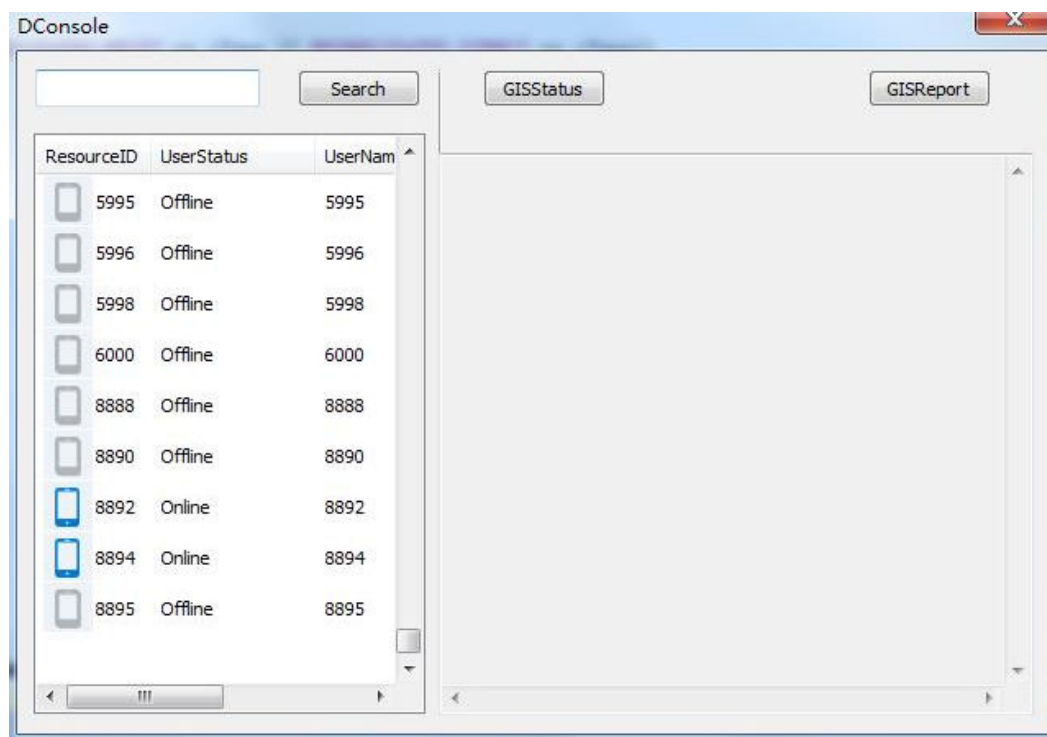 DConsole
Search
GISStatus
GISReport
ResourceID UserStatus UserNam
5995 Offline 5995
5996 Offline 5996
5998 Offline 5998
6000 Offline 6000
8888 Offline 8888
8890 Offline 8890
8892 Online 8892
8894 Online 8894
8895 Offline 8895